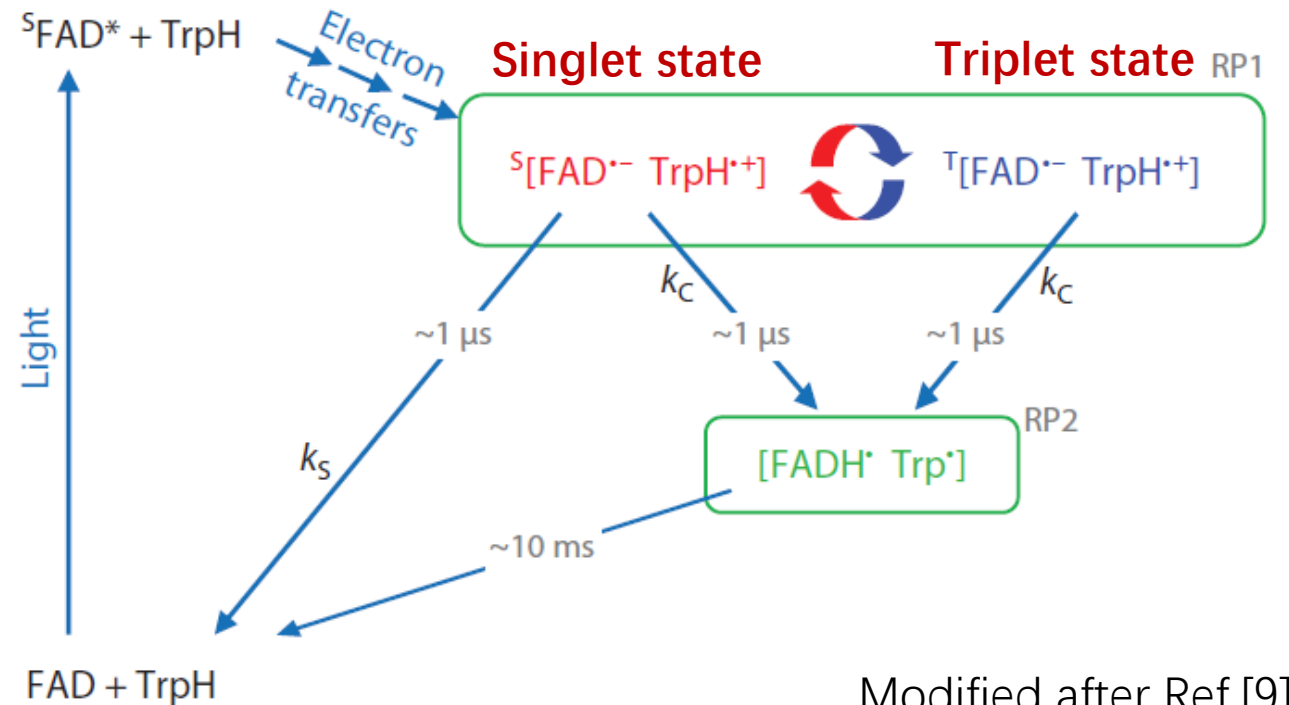 SFAD* + TrpH
Electron
transfers
Singlet state
Triplet state
RP1
S[FAD•− TrpH•+]
T[FAD•− TrpH•+]
Light
kS
~1 μs
kC
~1 μs
kC
~1 μs
RP2
[FADH• Trp•]
~10 ms
FAD + TrpH
Modified after Ref [9]